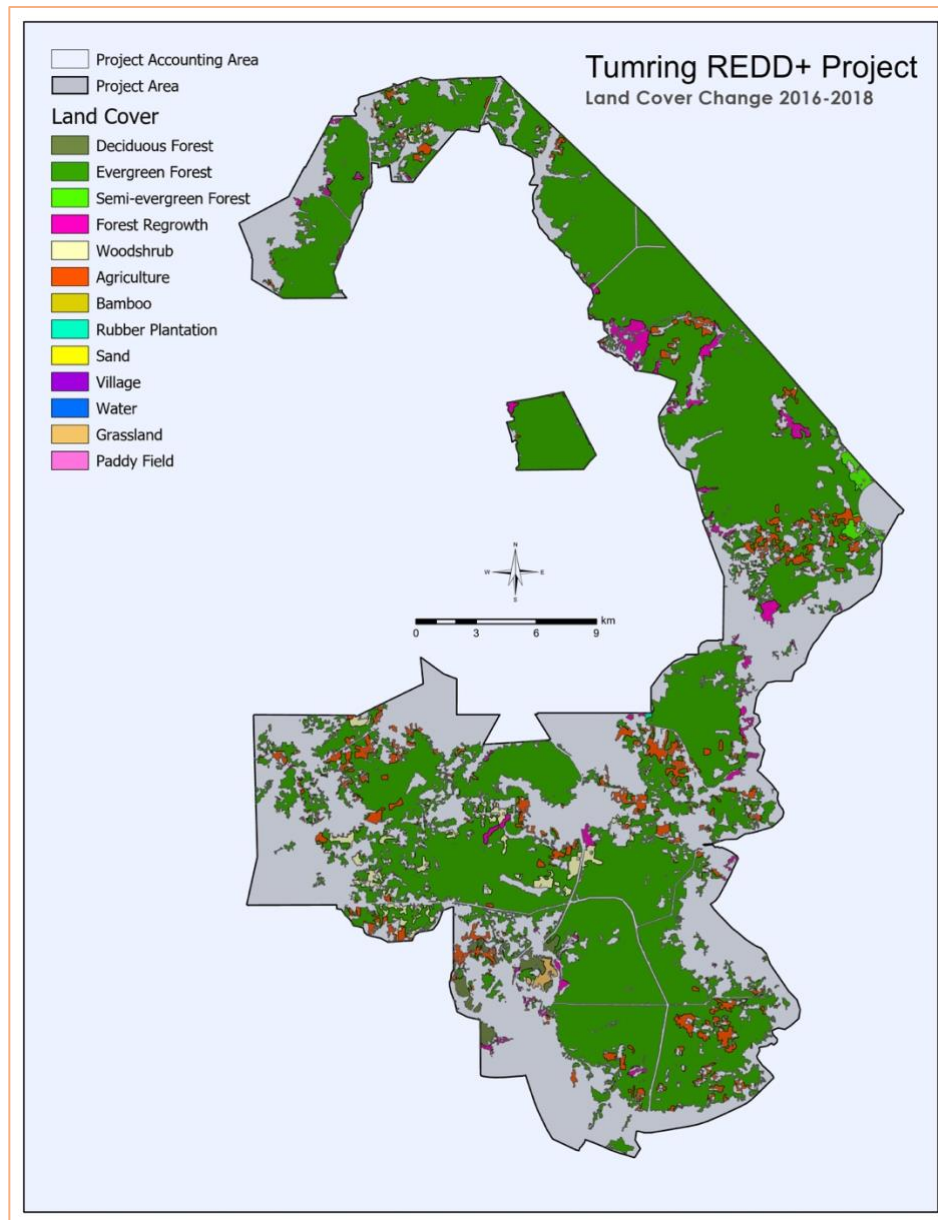 Tumring REDD+ Project
Land Cover Change 2016-2018
Project Accounting Area
Project Area
Land Cover
Deciduous Forest
Evergreen Forest
Semi-evergreen Forest
Forest Regrowth
Woodshrub
Agriculture
Bamboo
Rubber Plantation
Sand
Village
Water
Grassland
Paddy Field
N
W E
S
km
0 3 6 9